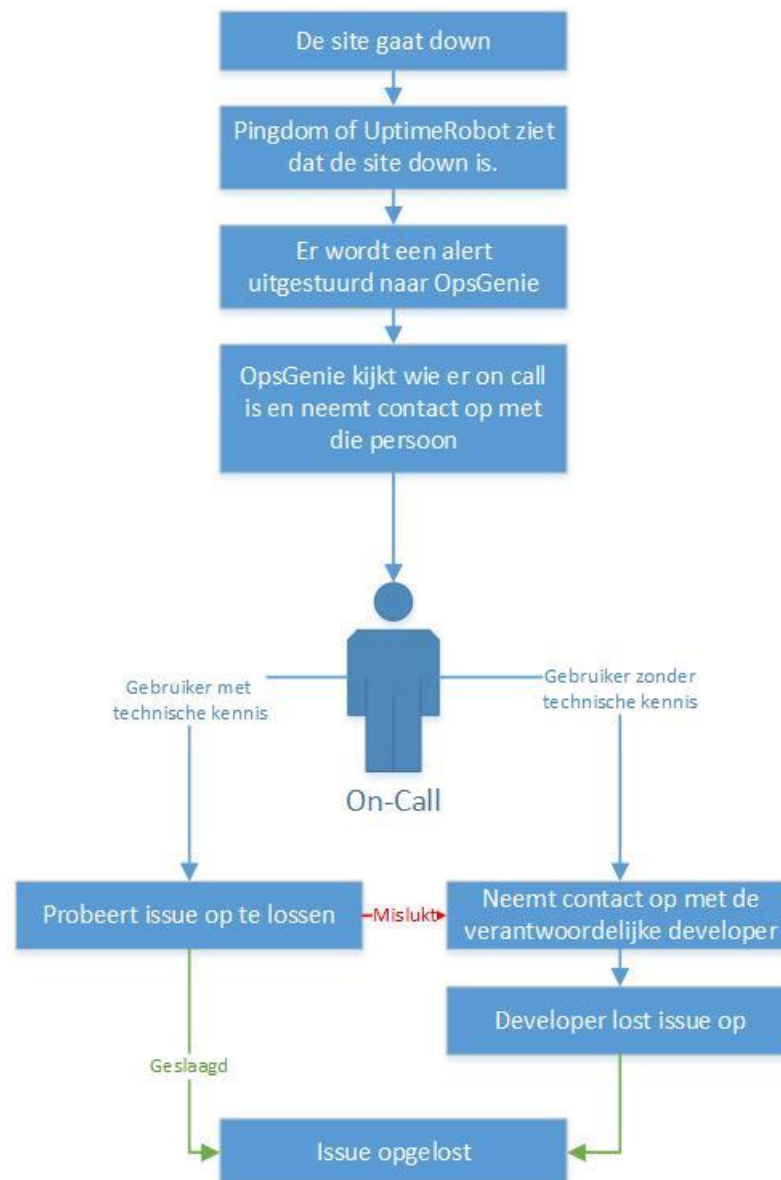 De site gaat down
Pingdom of UptimeRobot ziet
dat de site down is.
Er wordt een alert
uitgestuurd naar OpsGenie
OpsGenie kijkt wie er on call
is en neemt contact op met
die persoon
Gebruiker met
technische kennis
Gebruiker zonder
technische kennis
On-Call
Probeert issue op te lossen
Mislukt
Neemt contact op met de
verantwoordelijke developer
Developer lost issue op
Geslaagd
Issue opgelost